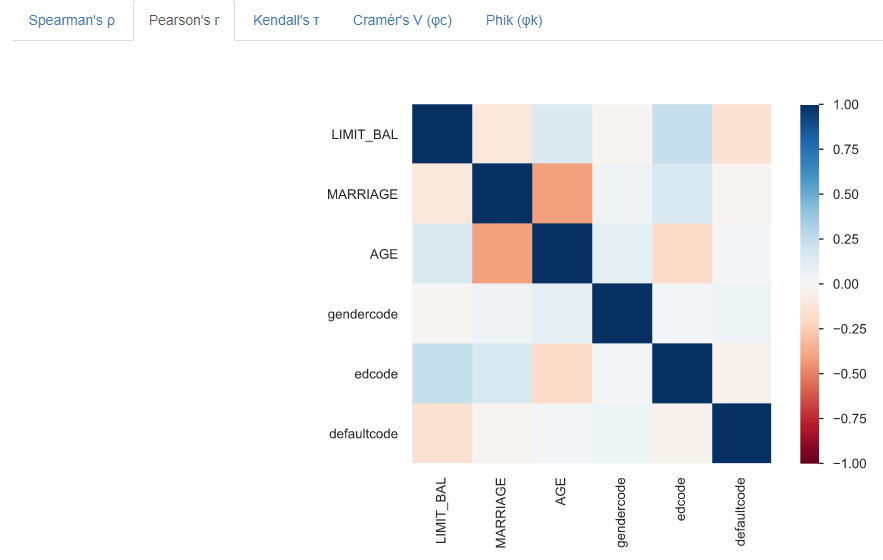 Spearman's ρ Pearson's r Kendall's τ Cramér's V (φc) Phik (φk)
LIMIT_BAL
MARRIAGE
AGE
gendercode
edcode
defaultcode
LIMIT_BAL
MARRIAGE
AGE
gendercode
edcode
defaultcode
1.00
0.75
0.50
0.25
0.00
−0.25
−0.50
−0.75
−1.00